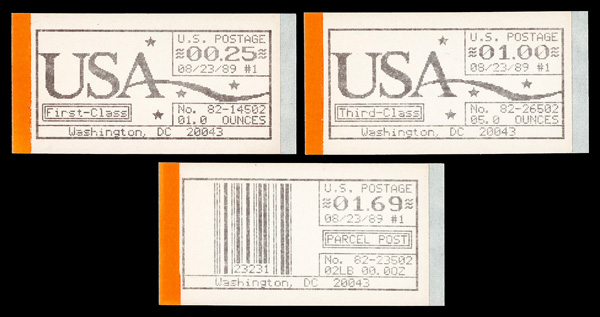 USA
U.S. POSTAGE
00.25
08/23/89 #1
First-Class
No. 82-14502
01.0 OUNCES
Washington, DC 20043
USA
U.S. POSTAGE
01.00
08/23/89 #1
Third-Class
No. 82-26502
05.0 OUNCES
Washington, DC 20043
23231
U.S. POSTAGE
01.69
08/23/89 #1
PARCEL POST
No. 82-23502
02LB 00.0OZ
Washington, DC 20043